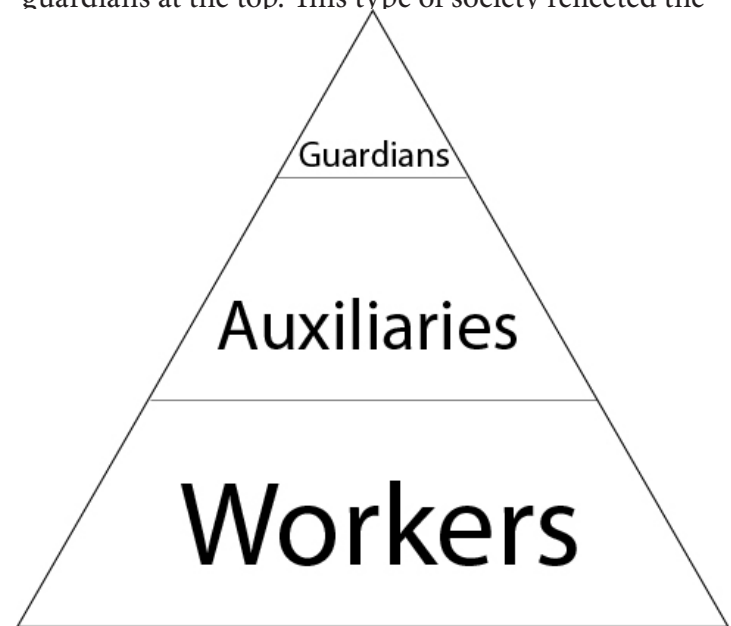 guardians at the top. This type of society reflected the
Guardians
Auxiliaries
Workers